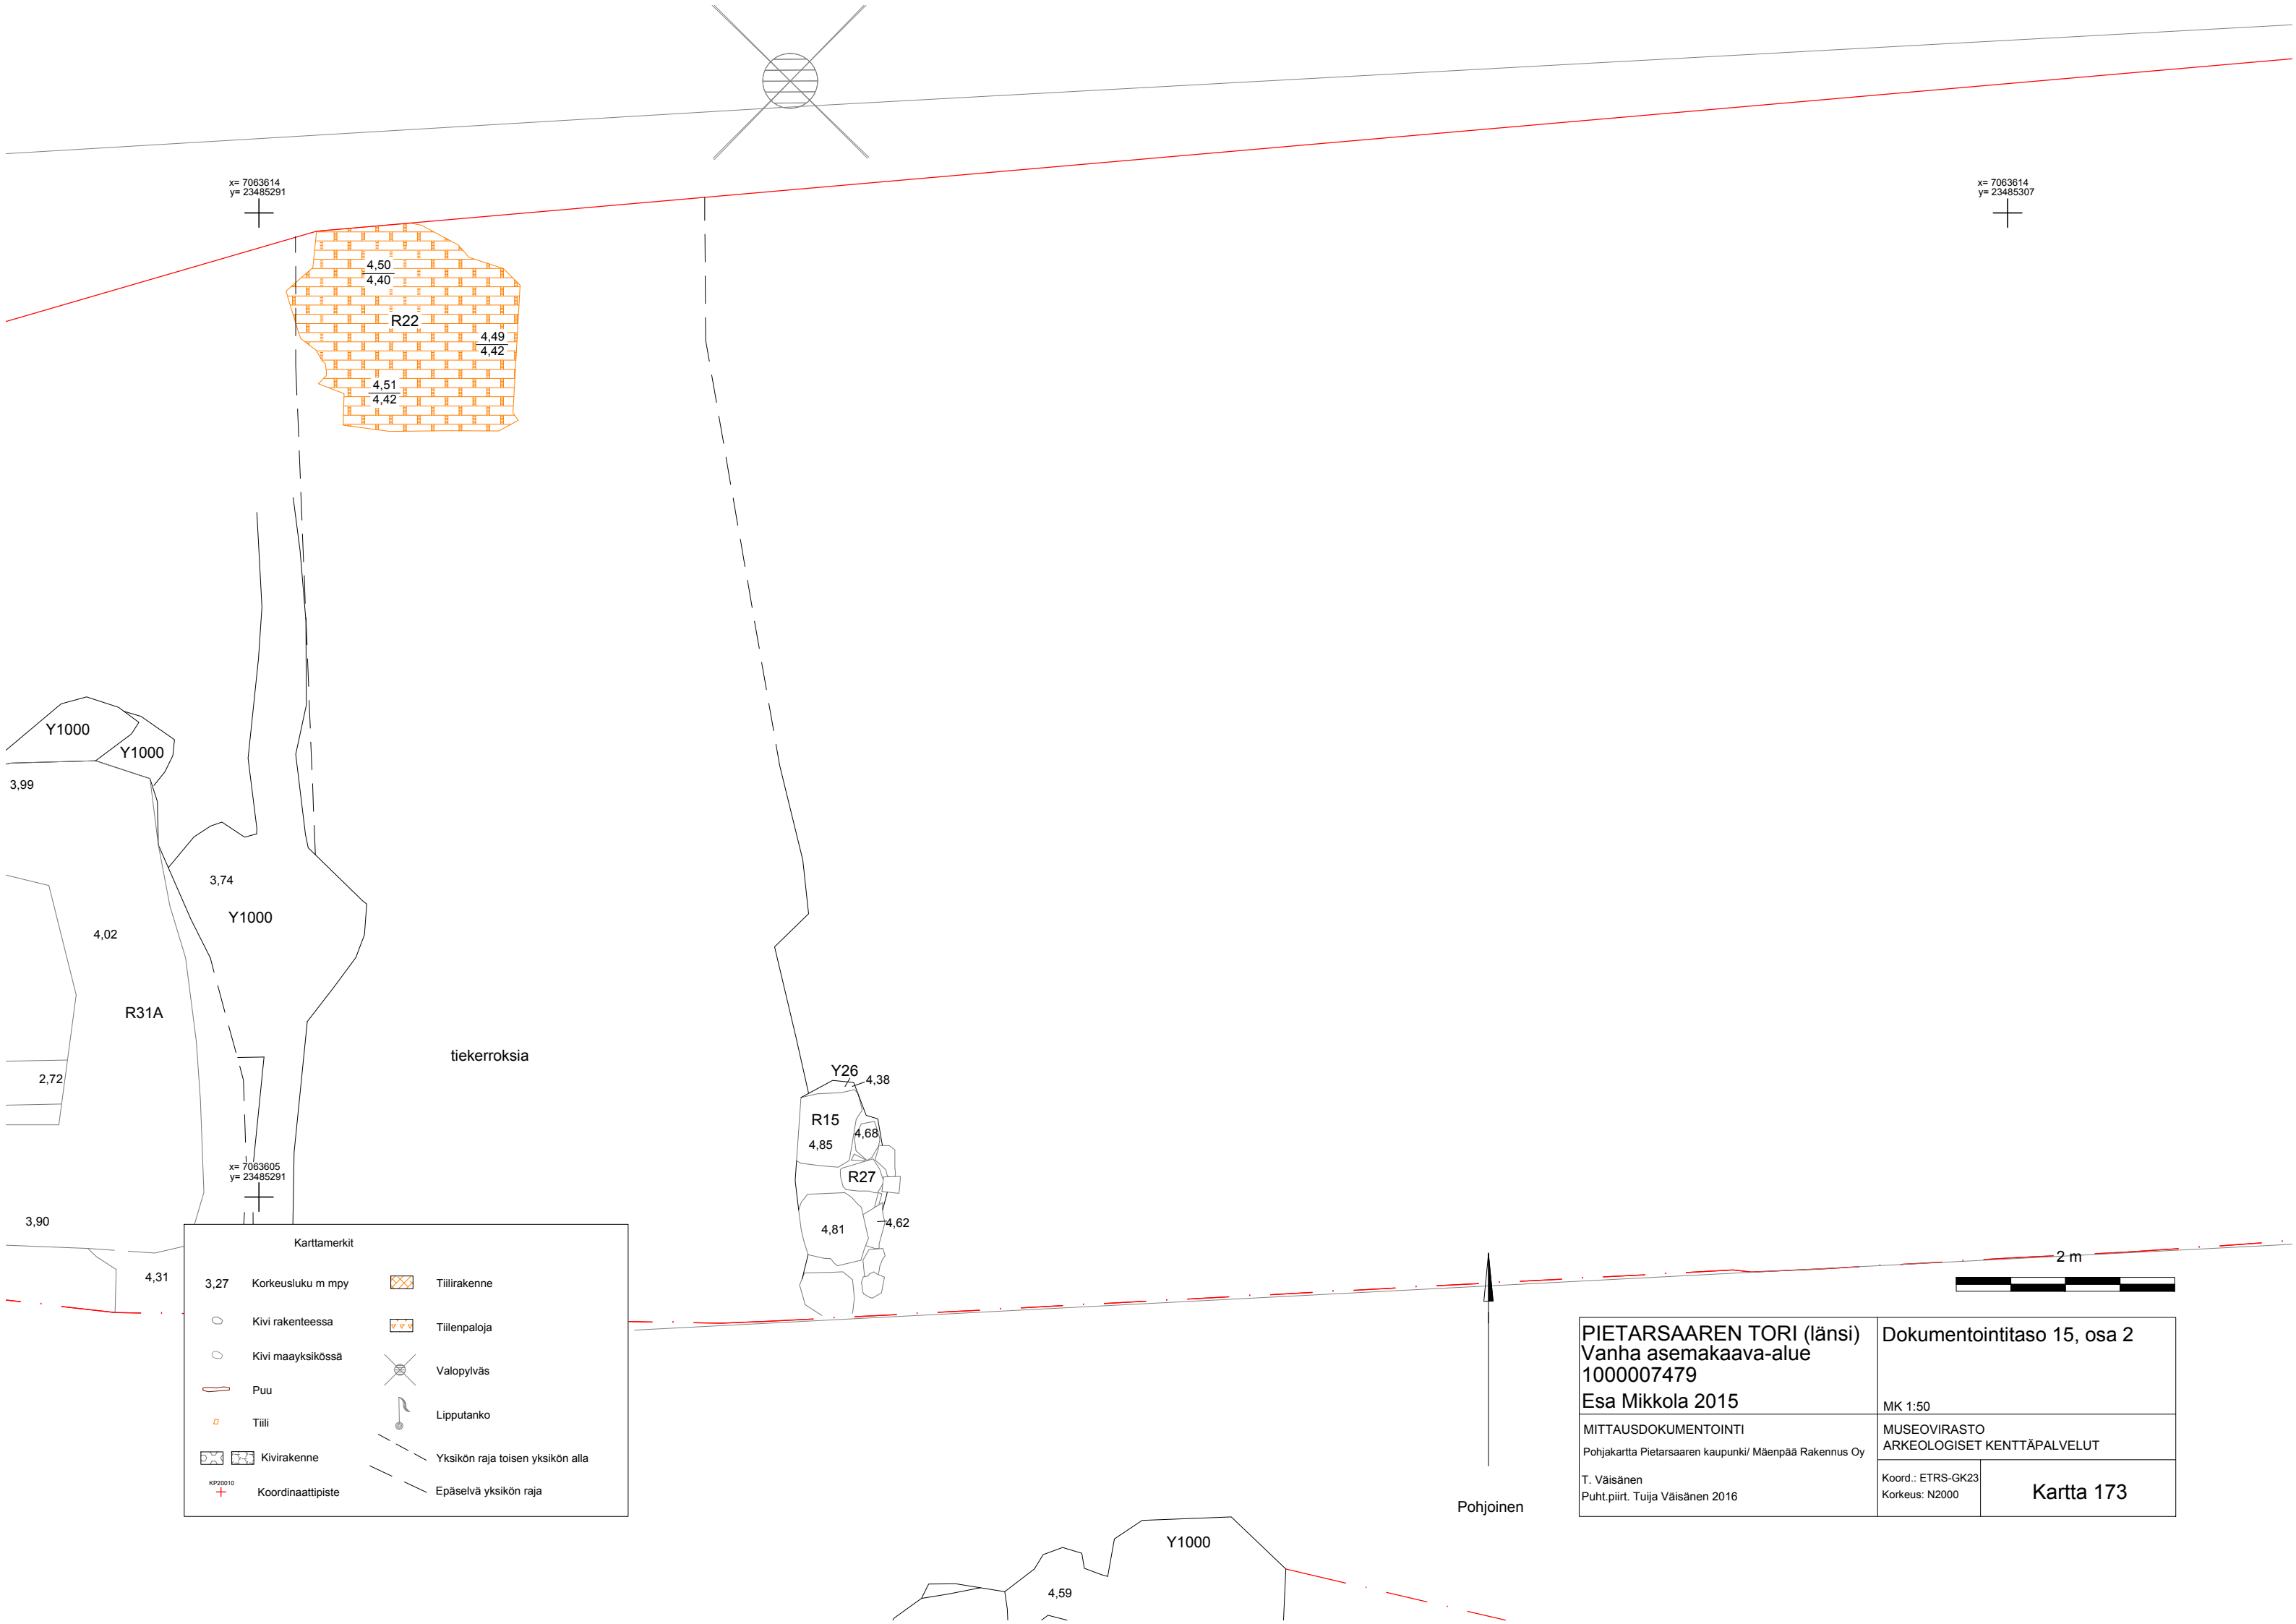 x= 7063614
y= 23485291
x= 7063614
y= 23485307
4,50
4,40
R22
4,49
4,42
4,51
4,42
Y1000
Y1000
3,99
3,74
Y1000
4,02
R31A
tiekerroksia
2,72
Y26
4,38
R15
4,85
4,68
R27
x= 7063605
y= 23485291
3,90
4,81
4,62
4,31
Karttamerkit
3,27 Korkeusluku m mpy
Kivi rakenteessa
Kivi maayksikössä
Puu
Tiili
Kivirakenne
KP20010
Koordinaattipiste
Tiilirakenne
Tiilenpaloja
Valopylväs
Lipputanko
Yksikön raja toisen yksikön alla
Epäselvä yksikön raja
2 m
Pohjoinen
PIETARSAAREN TORI (länsi)
Vanha asemakaava-alue
1000007479
Esa Mikkola 2015
Dokumentointitaso 15, osa 2
MK 1:50
MITTAUSDOKUMENTOINTI
Pohjakartta Pietarsaaren kaupunki/ Mäenpää Rakennus Oy
T. Väisänen
Puht.piirt. Tuija Väisänen 2016
MUSEOVIRASTO
ARKEOLOGISET KENTTÄPALVELUT
Koord.: ETRS-GK23
Korkeus: N2000
Kartta 173
Y1000
4,59